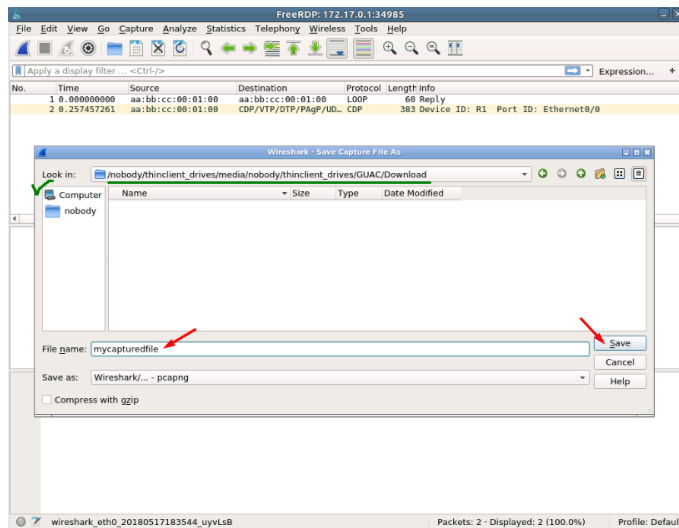 FreeRDP: 172.17.0.1:34985
File Edit View Go Capture Analyze Statistics Telephony Wireless Tools Help
Apply a display filter ... <Ctrl-/>
Expression... +
No. Time Source Destination Protocol Length Info
1 0.000000000 aa:bb:cc:00:01:00 aa:bb:cc:00:01:00 LOOP 60 Reply
2 0.257457261 aa:bb:cc:00:01:00 CDP/VTP/DTP/PAgP/UD... CDP 383 Device ID: R1 Port ID: Ethernet0/0
Wireshark · Save Capture File As
Look in: /nobody/thinclient_drives/media/nobody/thinclient_drives/GUAC/Download
Computer
nobody
Name Size Type Date Modified
File name: mycapturedfile
Save
Cancel
Save as: Wireshark/... - pcapng
Help
Compress with gzip
wireshark_eth0_20180517183544_uyvLsB
Packets: 2 · Displayed: 2 (100.0%)
Profile: Defaul